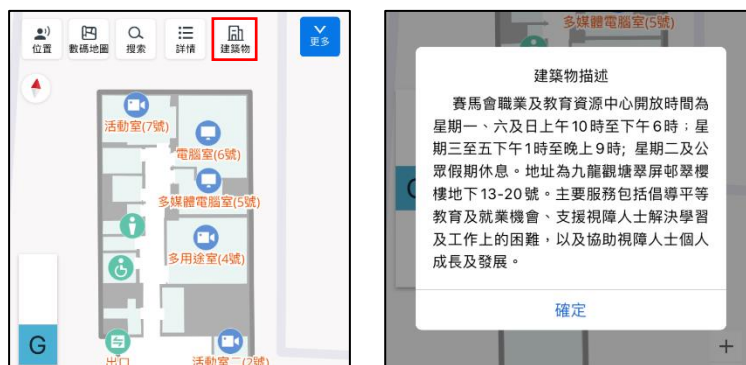 位置
數碼地圖
搜索
詳情
建築物
更多
活動室(7號)
電腦室(6號)
多媒體電腦室(5號)
多用途室(4號)
G
出口
活動室二(2號)
多媒體電腦室(5號)
建築物描述
賽馬會職業及教育資源中心開放時間為
星期一、六及日上午10時至下午6時；星
期三至五下午1時至晚上9時; 星期二及公
眾假期休息。地址為九龍觀塘翠屏邨翠櫻
樓地下13-20號。主要服務包括倡導平等
教育及就業機會、支援視障人士解決學習
及工作上的困難，以及協助視障人士個人
成長及發展。
確定